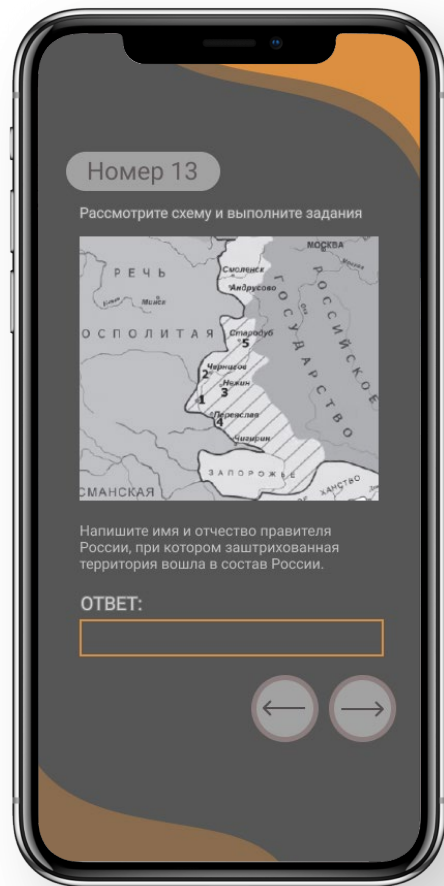 Номер 13
Рассмотрите схему и выполните задания
МОСКВА
РЕЧЬ
Смоленск
Андрусово
Минск
ПОСПОЛИТАЯ
Стародуб
5
РОССИЙСКОЕ
ГОСУДАРСТВО
Чернигов
2
Нежин
3
1
Переяслав
4
Чигирин
ЗАПОРОЖЬЕ
СМАНСКАЯ
ХАНСТВО
Напишите имя и отчество правителя
России, при котором заштрихованная
территория вошла в состав России.
ОТВЕТ: